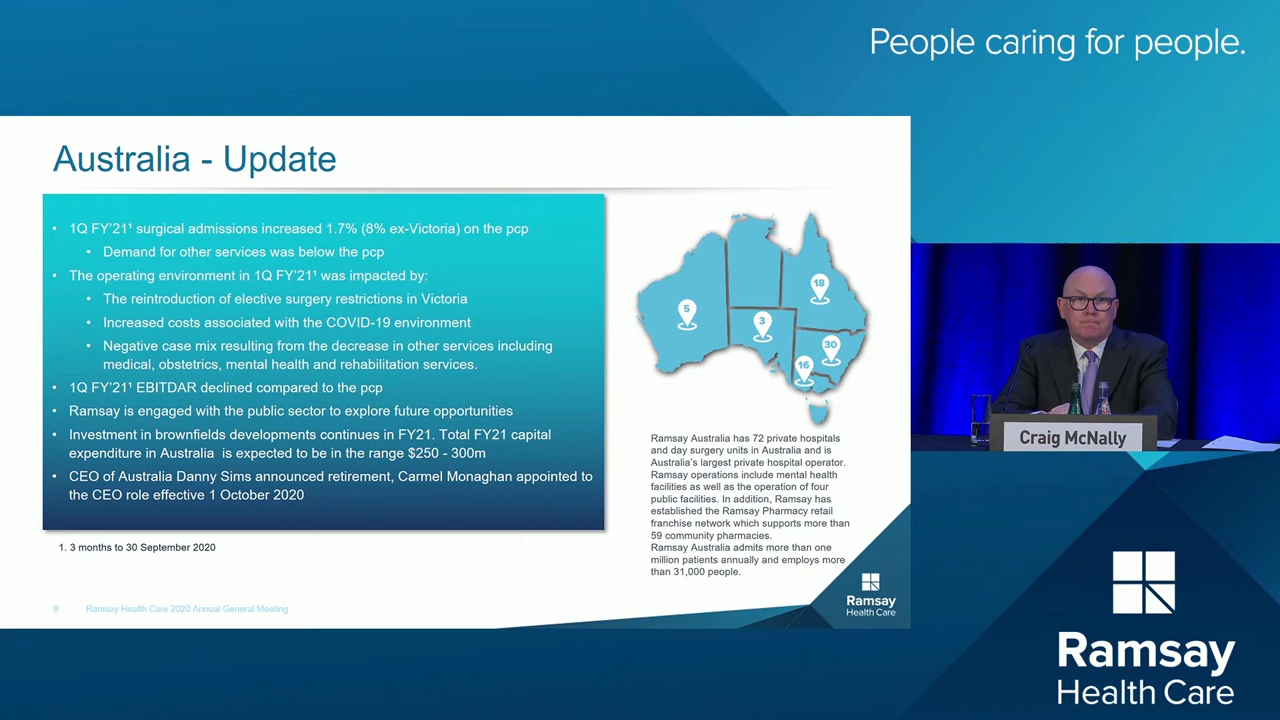 People caring for people.
Australia - Update
• 1Q FY'21¹ surgical admissions increased 1.7% (8% ex-Victoria) on the pcp
• Demand for other services was below the pcp
• The operating environment in 1Q FY'21¹ was impacted by:
• The reintroduction of elective surgery restrictions in Victoria
• Increased costs associated with the COVID-19 environment
• Negative case mix resulting from the decrease in other services including
medical, obstetrics, mental health and rehabilitation services.
• 1Q FY'21¹ EBITDAR declined compared to the pcp
• Ramsay is engaged with the public sector to explore future opportunities
• Investment in brownfields developments continues in FY21. Total FY21 capital
expenditure in Australia is expected to be in the range $250 - 300m
• CEO of Australia Danny Sims announced retirement, Carmel Monaghan appointed to
the CEO role effective 1 October 2020
1. 3 months to 30 September 2020
18
5
3
30
16
Ramsay Australia has 72 private hospitals
and day surgery units in Australia and is
Australia's largest private hospital operator.
Ramsay operations include mental health
facilities as well as the operation of four
public facilities. In addition, Ramsay has
established the Ramsay Pharmacy retail
franchise network which supports more than
59 community pharmacies.
Ramsay Australia admits more than one
million patients annually and employs more
than 31,000 people.
9 Ramsay Health Care 2020 Annual General Meeting
Ramsay
Health Care
Craig McNally
Ramsay
Health Care